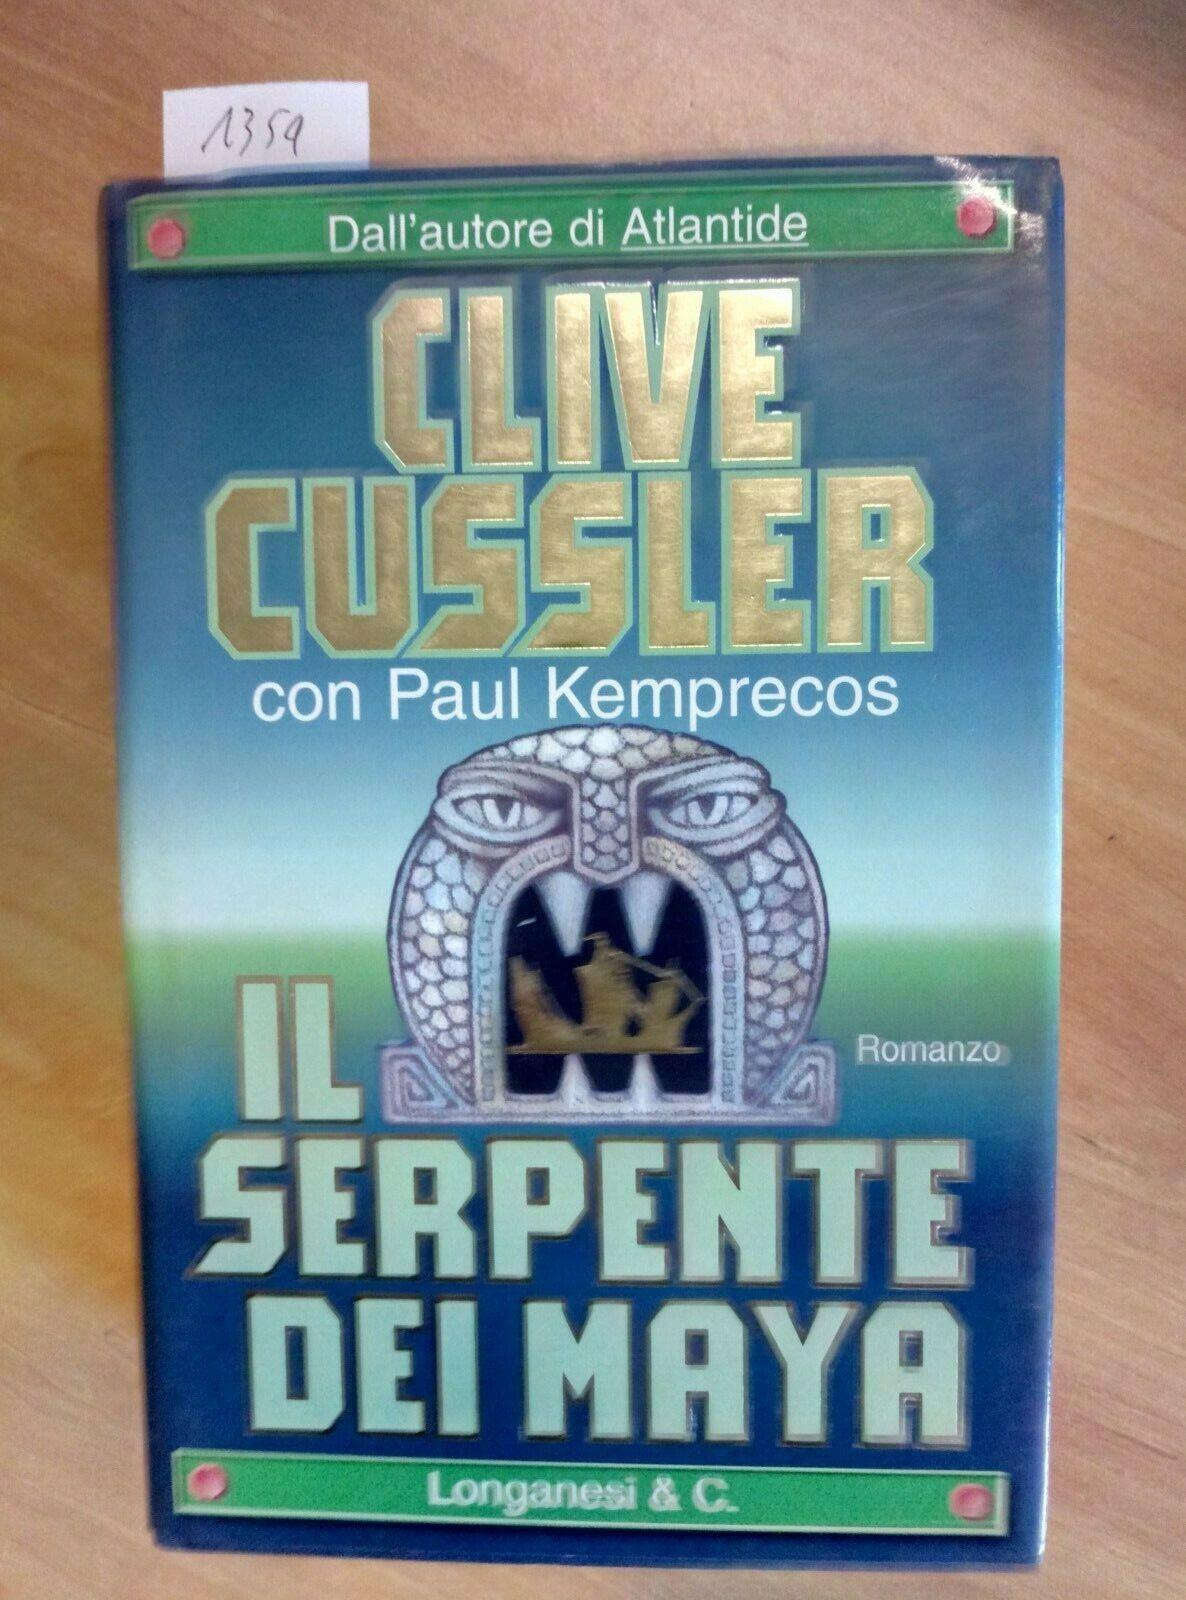 1359
Dall'autore di Atlantide
CLIVE
CUSSLER
con Paul Kemprecos
Romanzo
IL
SERPENTE
DEI MAYA
Longanesi & C.